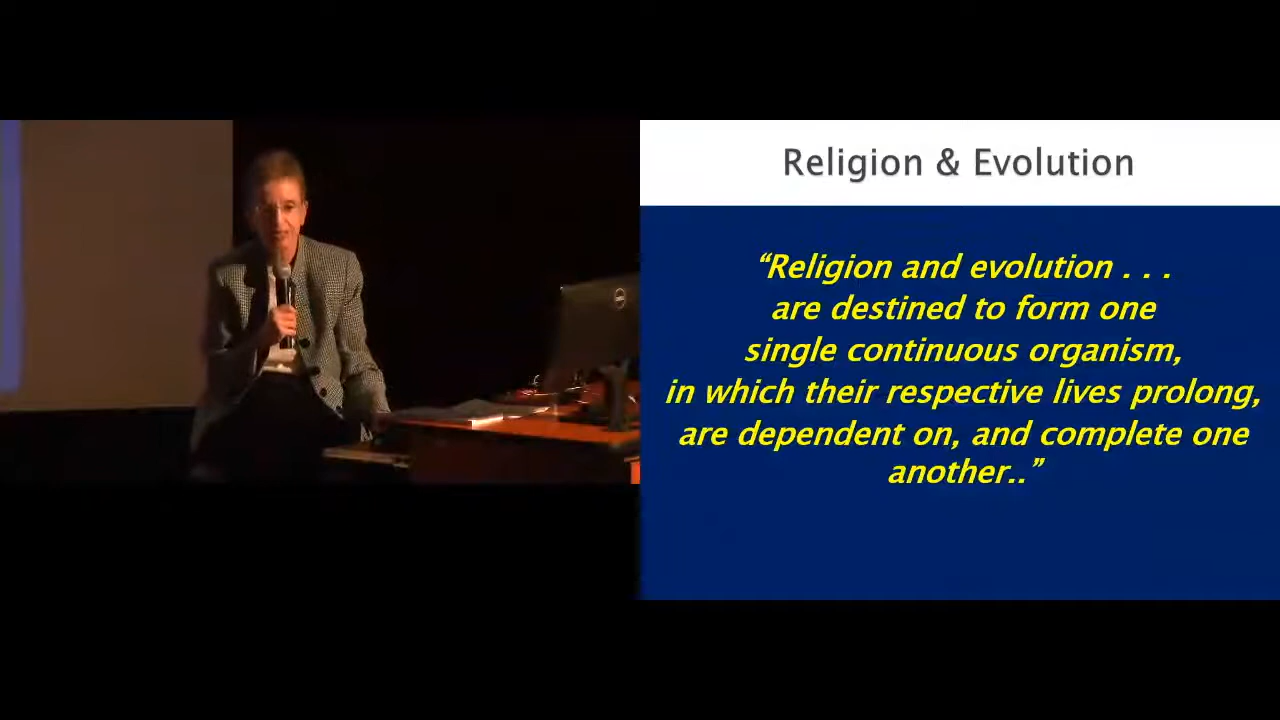 Religion & Evolution
“Religion and evolution . . .
are destined to form one
single continuous organism,
in which their respective lives prolong,
are dependent on, and complete one
another..”